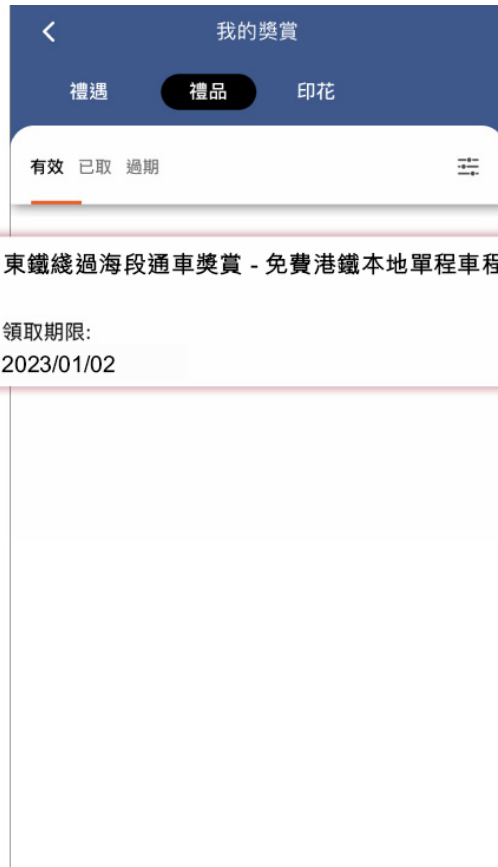 我的獎賞
禮遇 禮品 印花
有效 已取 過期
東鐵綫過海段通車獎賞 - 免費港鐵本地單程車程
領取期限:
2023/01/02